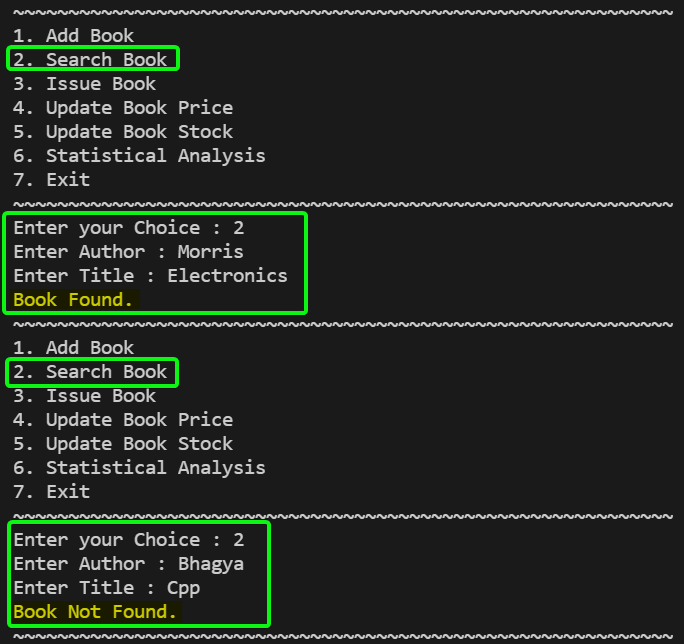 ~~~~~~~~~~~~~~~~~~~~~~~~~~~~~~~~~~~~~~~~~~~~~~~~~~~~~~~~~~~~
1. Add Book
2. Search Book
3. Issue Book
4. Update Book Price
5. Update Book Stock
6. Statistical Analysis
7. Exit
~~~~~~~~~~~~~~~~~~~~~~~~~~~~~~~~~~~~~~~~~~~~~~~~~~~~~~~~~~~~
Enter your Choice : 2
Enter Author : Morris
Enter Title : Electronics
Book Found.
~~~~~~~~~~~~~~~~~~~~~~~~~~~~~~~~~~~~~~~~~~~~~~~~~~~~~~~~~~~~
1. Add Book
2. Search Book
3. Issue Book
4. Update Book Price
5. Update Book Stock
6. Statistical Analysis
7. Exit
~~~~~~~~~~~~~~~~~~~~~~~~~~~~~~~~~~~~~~~~~~~~~~~~~~~~~~~~~~~~
Enter your Choice : 2
Enter Author : Bhagya
Enter Title : Cpp
Book Not Found.
~~~~~~~~~~~~~~~~~~~~~~~~~~~~~~~~~~~~~~~~~~~~~~~~~~~~~~~~~~~~